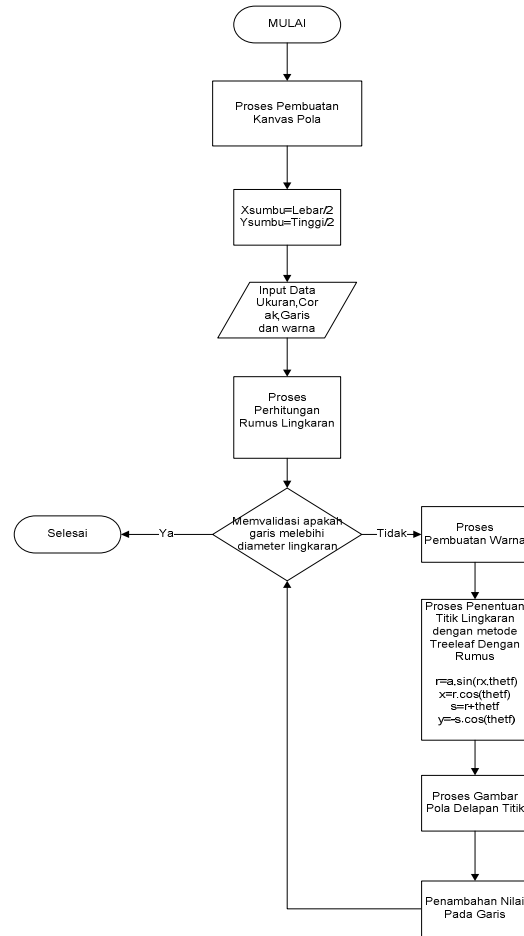 MULAI
Proses Pembuatan
Kanvas Pola
Xsumbu=Lebar/2
Ysumbu=Tinggi/2
Input Data
Ukuran,Cor
ak,Garis
dan warna
Proses
Perhitungan
Rumus Lingkaran
Memvalidasi apakah
garis melebihi
diameter lingkaran
Ya
Selesai
Tidak
Proses
Pembuatan Warna
Proses Penentuan
Titik Lingkaran
dengan metode
Treeleaf Dengan
Rumus
r=a.sin(rx.thetf)
x=r.cos(thetf)
s=r+thetf
y=-s.cos(thetf)
Proses Gambar
Pola Delapan Titik
Penambahan Nilai
Pada Garis